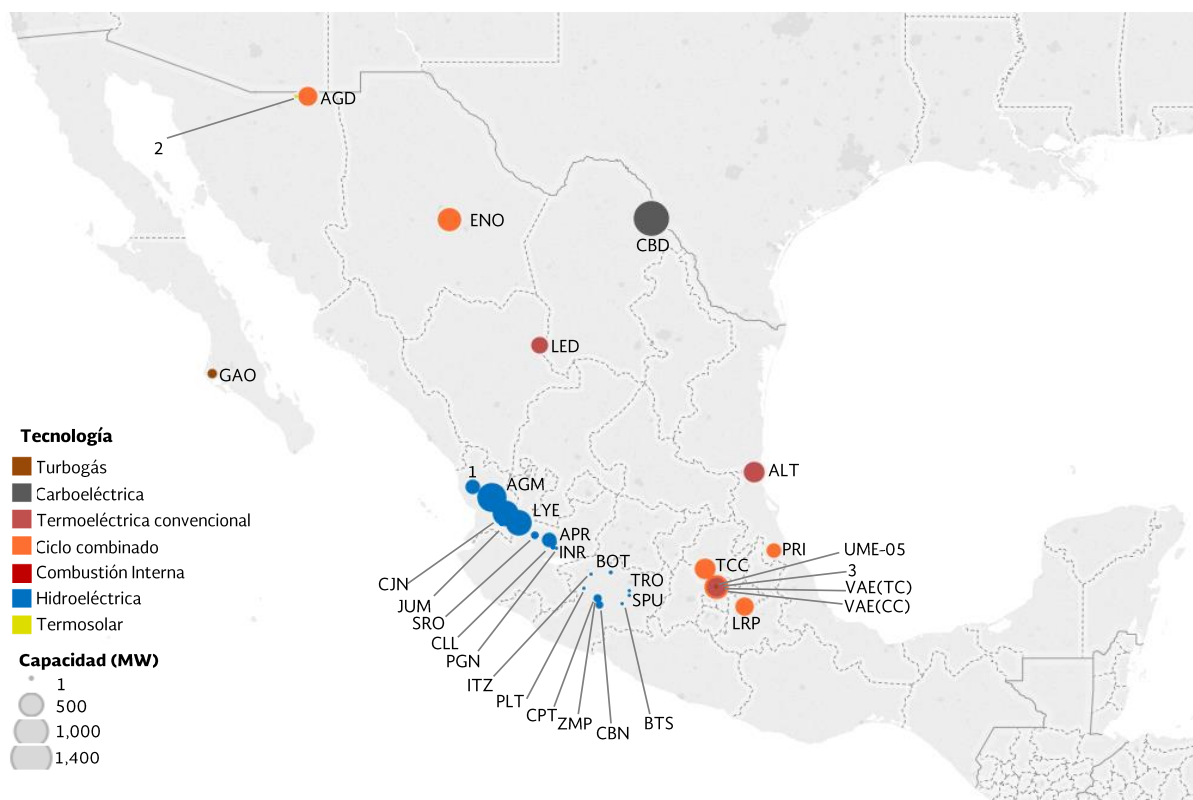 AGD
2
ENO
CBD
LED
GAO
Tecnología
Turbogás
Carboeléctrica
Termoeléctrica convencional
Ciclo combinado
Combustión Interna
Hidroeléctrica
Termosolar
Capacidad (MW)
1
500
1,000
1,400
1
AGM
LYE
APR
INR
CJN
JUM
SRO
CLL
PGN
ITZ
PLT
CPT
ZMP
CBN
BTS
BOT
TRO
SPU
ALT
PRI
TCC
LRP
UME-05
3
VAE(TC)
VAE(CC)